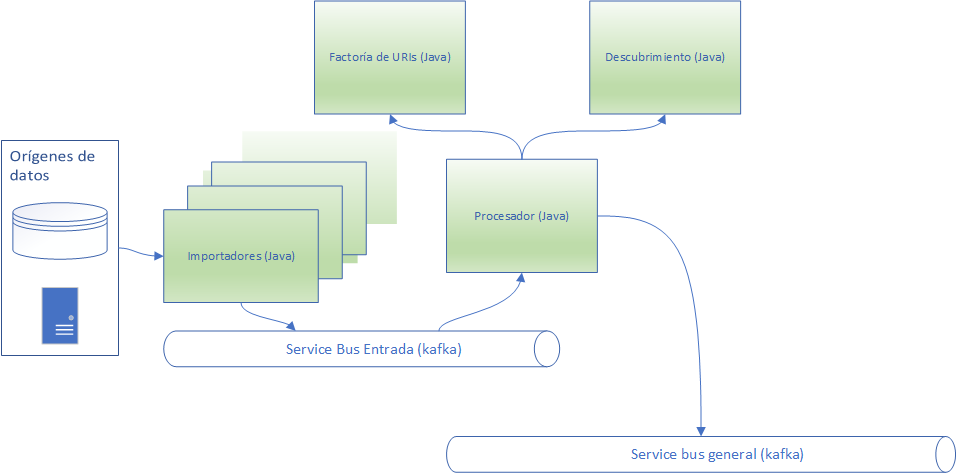 Factoría de URIs (Java)
Descubrimiento (Java)
Orígenes de
datos
Procesador (Java)
Importadores (Java)
Service Bus Entrada (kafka)
Service bus general (kafka)